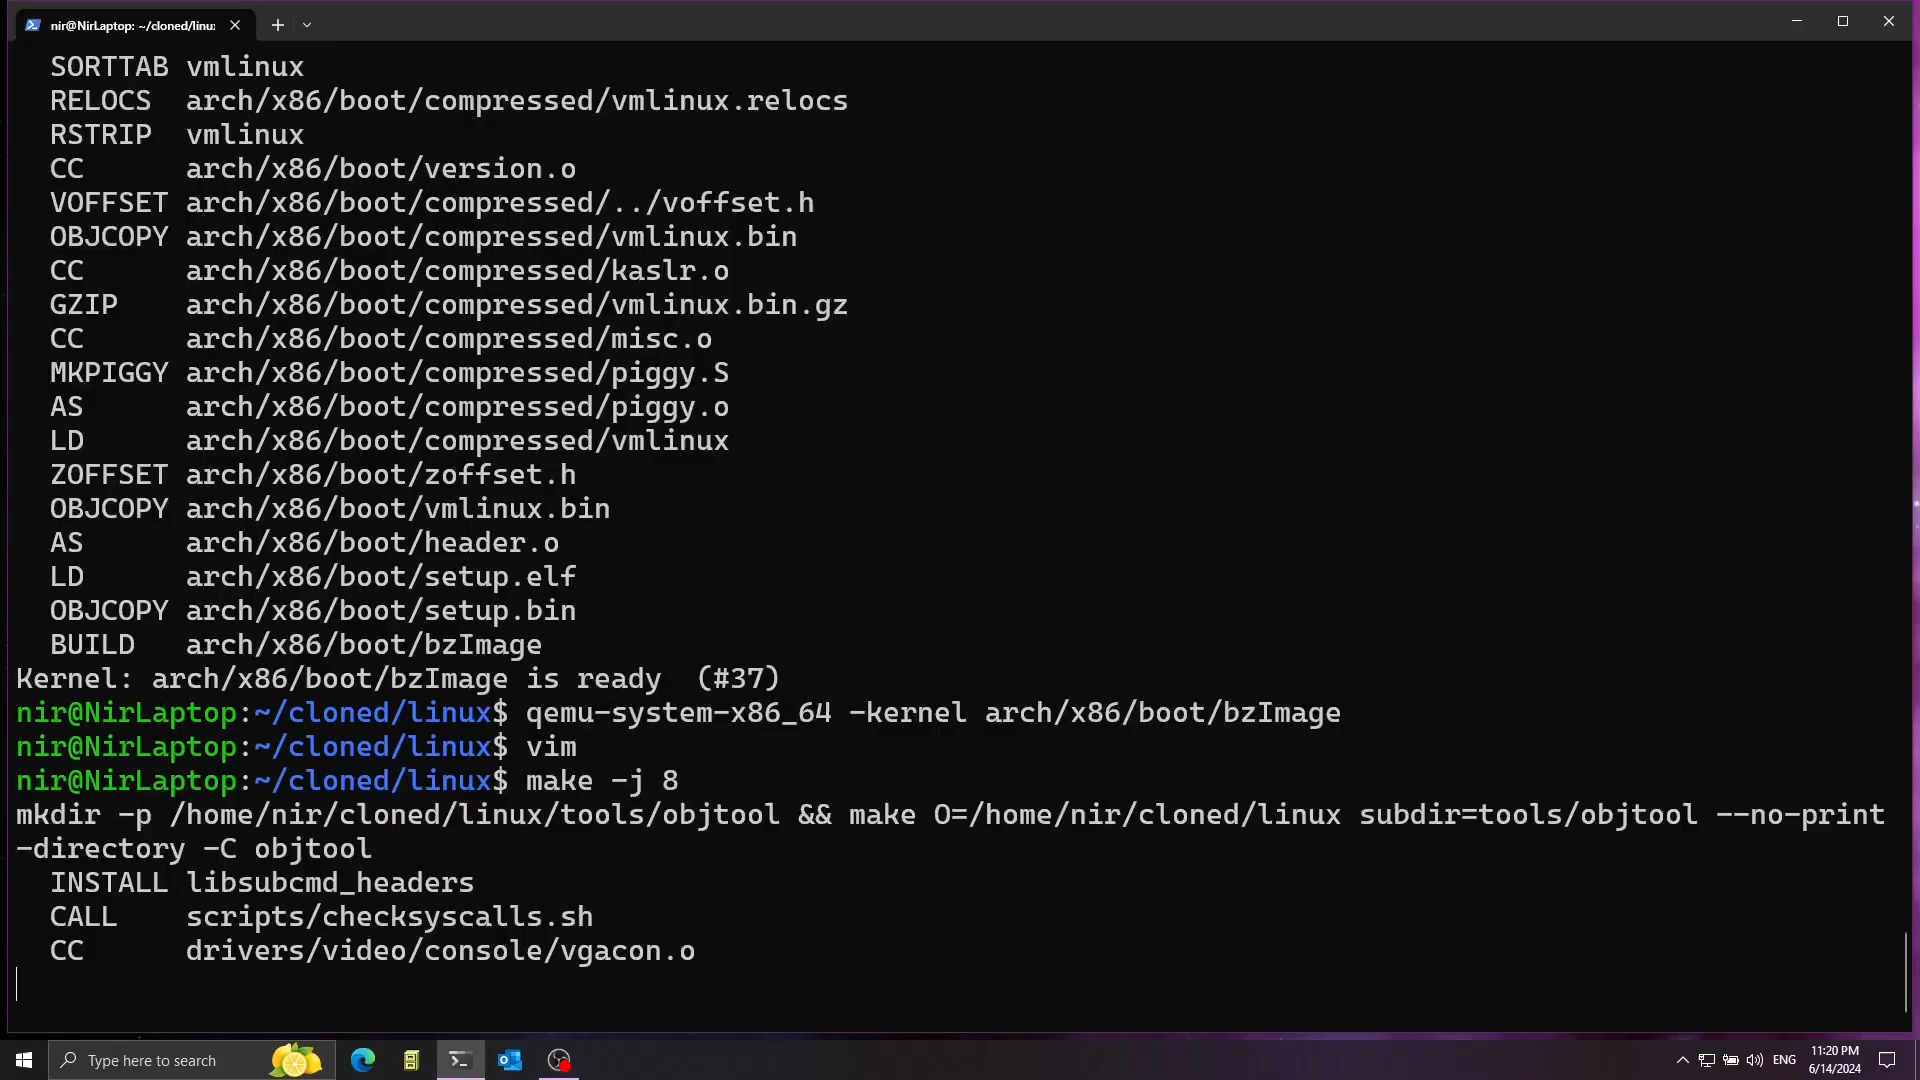 nir@NirLaptop: ~/cloned/linu
SORTTAB vmlinux
RELOCS  arch/x86/boot/compressed/vmlinux.relocs
RSTRIP  vmlinux
CC      arch/x86/boot/version.o
VOFFSET arch/x86/boot/compressed/../voffset.h
OBJCOPY arch/x86/boot/compressed/vmlinux.bin
CC      arch/x86/boot/compressed/kaslr.o
GZIP    arch/x86/boot/compressed/vmlinux.bin.gz
CC      arch/x86/boot/compressed/misc.o
MKPIGGY arch/x86/boot/compressed/piggy.S
AS      arch/x86/boot/compressed/piggy.o
LD      arch/x86/boot/compressed/vmlinux
ZOFFSET arch/x86/boot/zoffset.h
OBJCOPY arch/x86/boot/vmlinux.bin
AS      arch/x86/boot/header.o
LD      arch/x86/boot/setup.elf
OBJCOPY arch/x86/boot/setup.bin
BUILD   arch/x86/boot/bzImage
Kernel: arch/x86/boot/bzImage is ready  (#37)
nir@NirLaptop:~/cloned/linux$ qemu-system-x86_64 -kernel arch/x86/boot/bzImage
nir@NirLaptop:~/cloned/linux$ vim
nir@NirLaptop:~/cloned/linux$ make -j 8
mkdir -p /home/nir/cloned/linux/tools/objtool && make O=/home/nir/cloned/linux subdir=tools/objtool --no-print
-directory -C objtool
INSTALL libsubcmd_headers
CALL    scripts/checksyscalls.sh
CC      drivers/video/console/vgacon.o
Type here to search
ENG
11:20 PM
6/14/2024